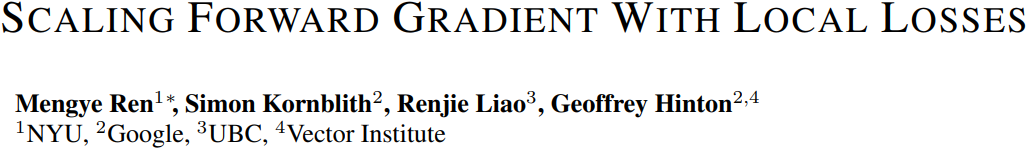 SCALING FORWARD GRADIENT WITH LOCAL LOSSES
Mengye Ren¹*, Simon Kornblith², Renjie Liao³, Geoffrey Hinton²,⁴
¹NYU, ²Google, ³UBC, ⁴Vector Institute